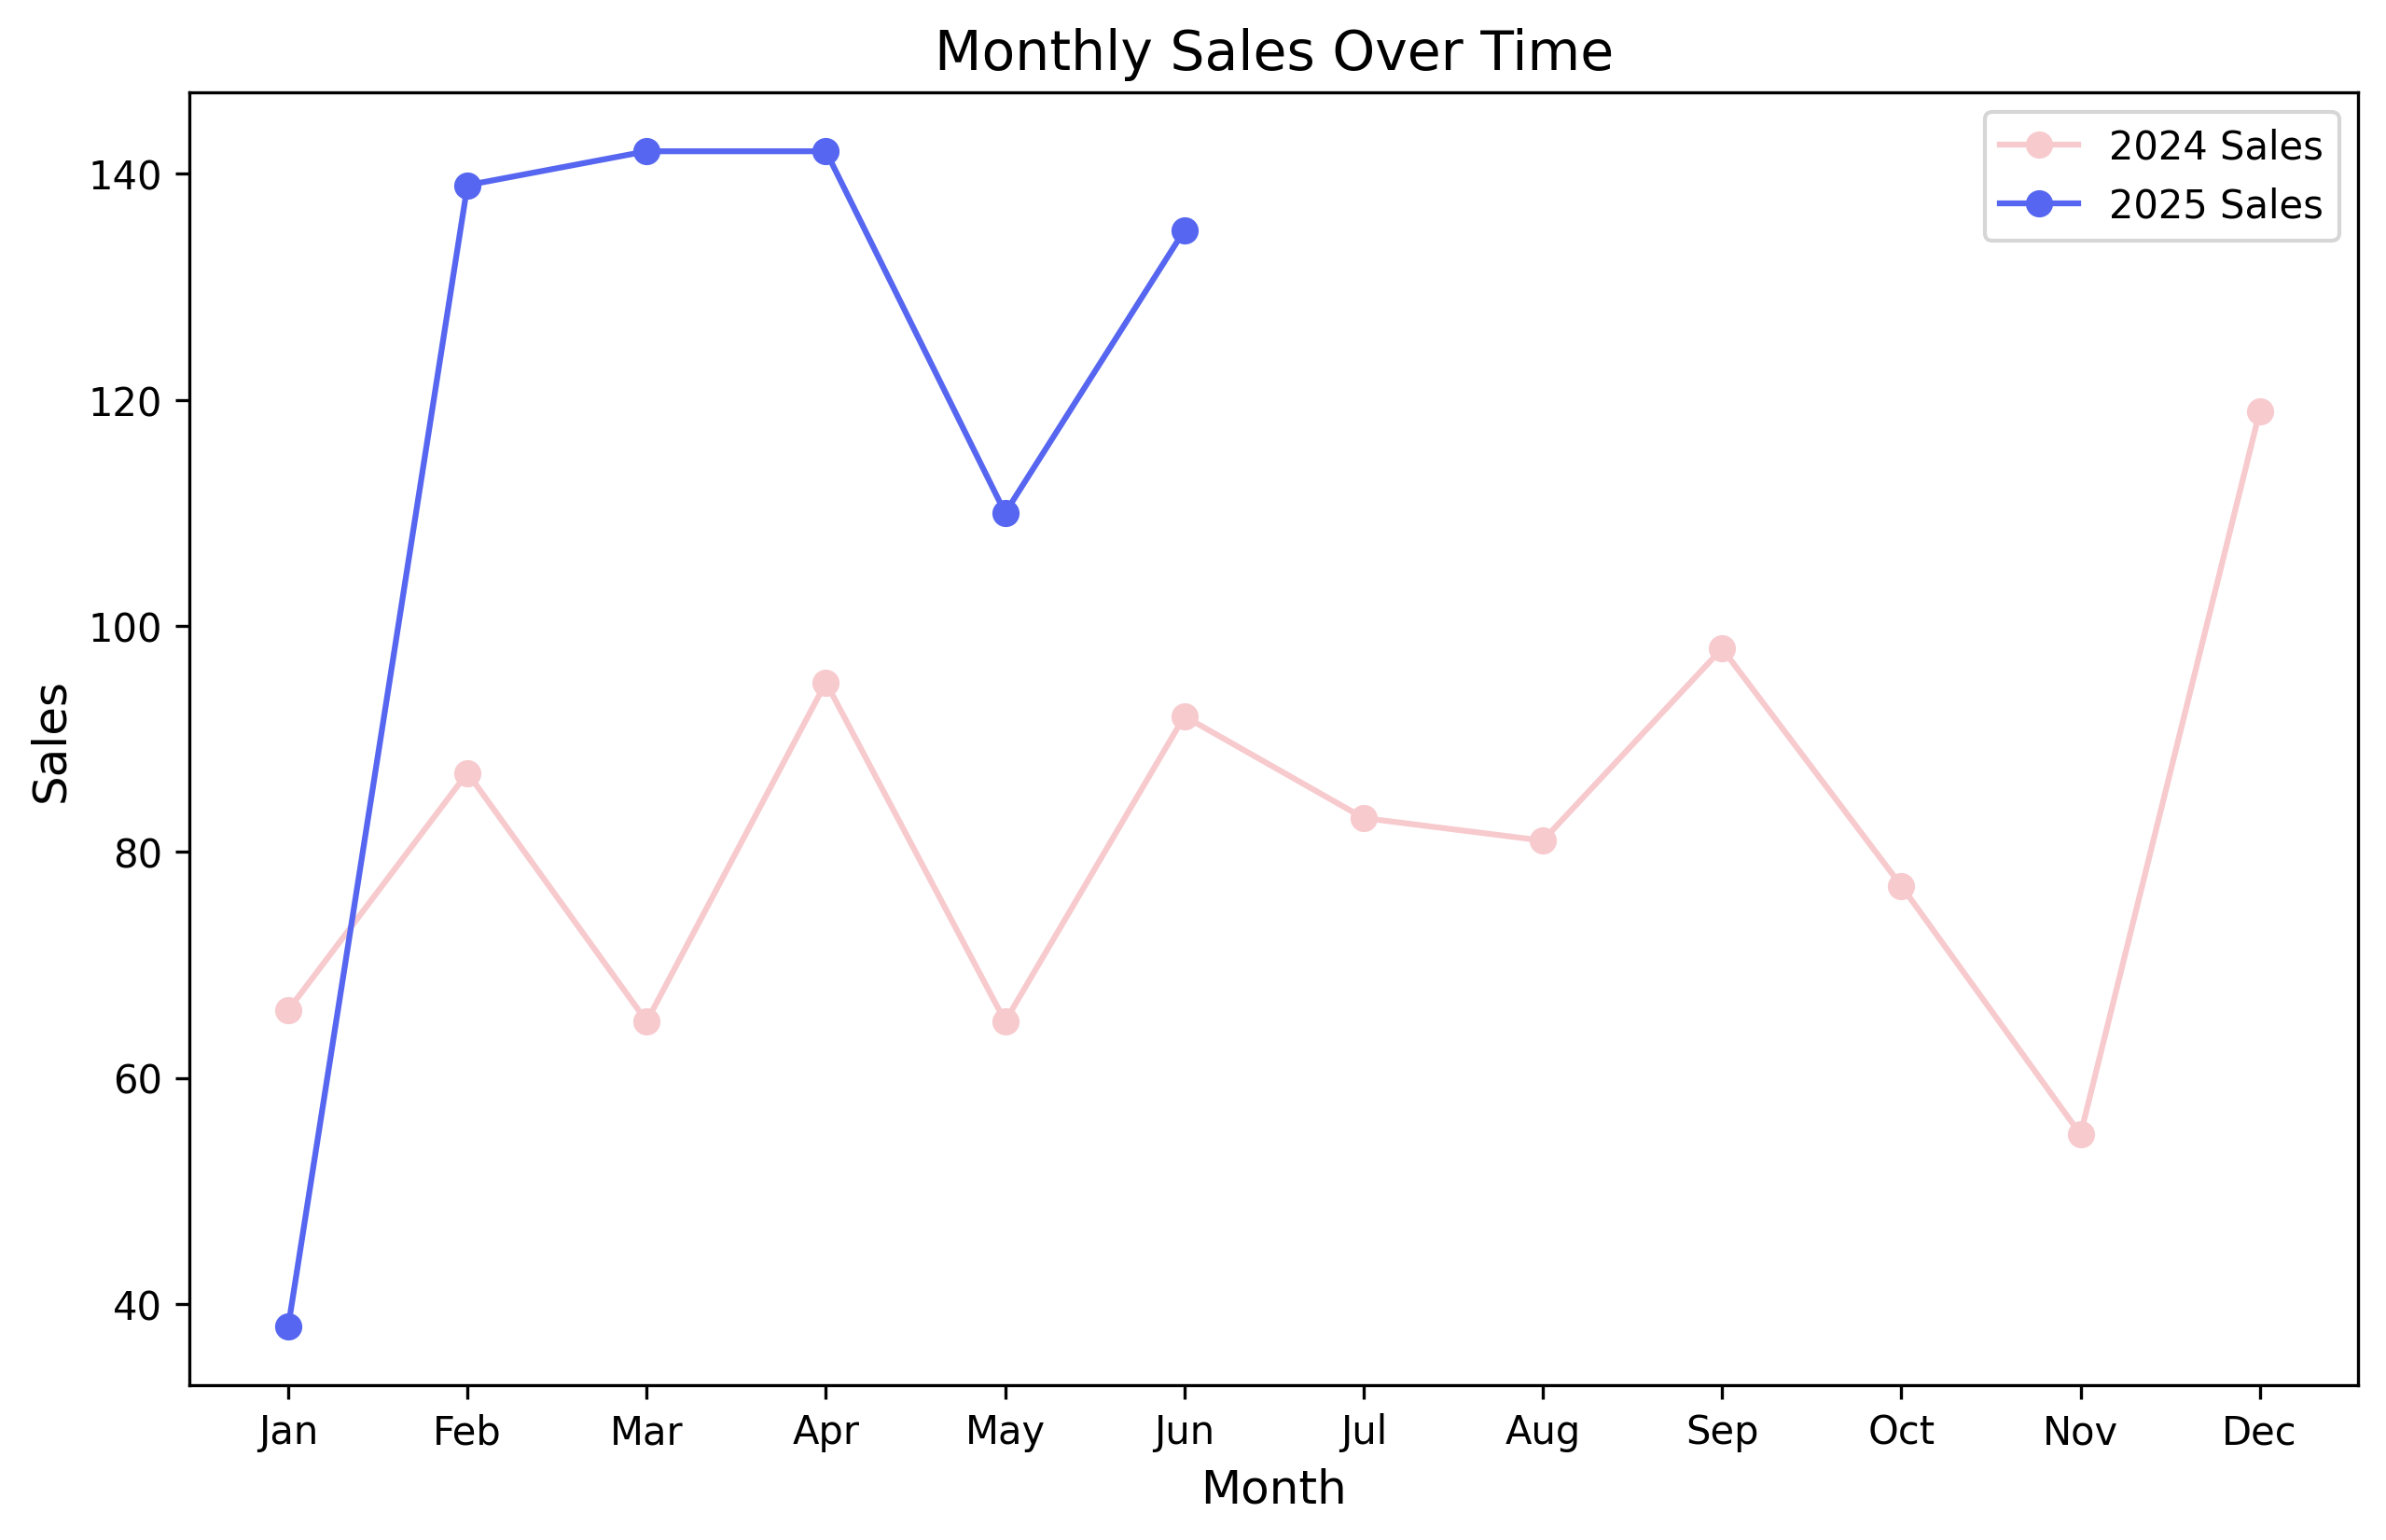 Monthly Sales Over Time
2024 Sales
2025 Sales
140
120
100
80
60
40
Sales
Jan Feb Mar Apr May Jun Jul Aug Sep Oct Nov Dec
Month